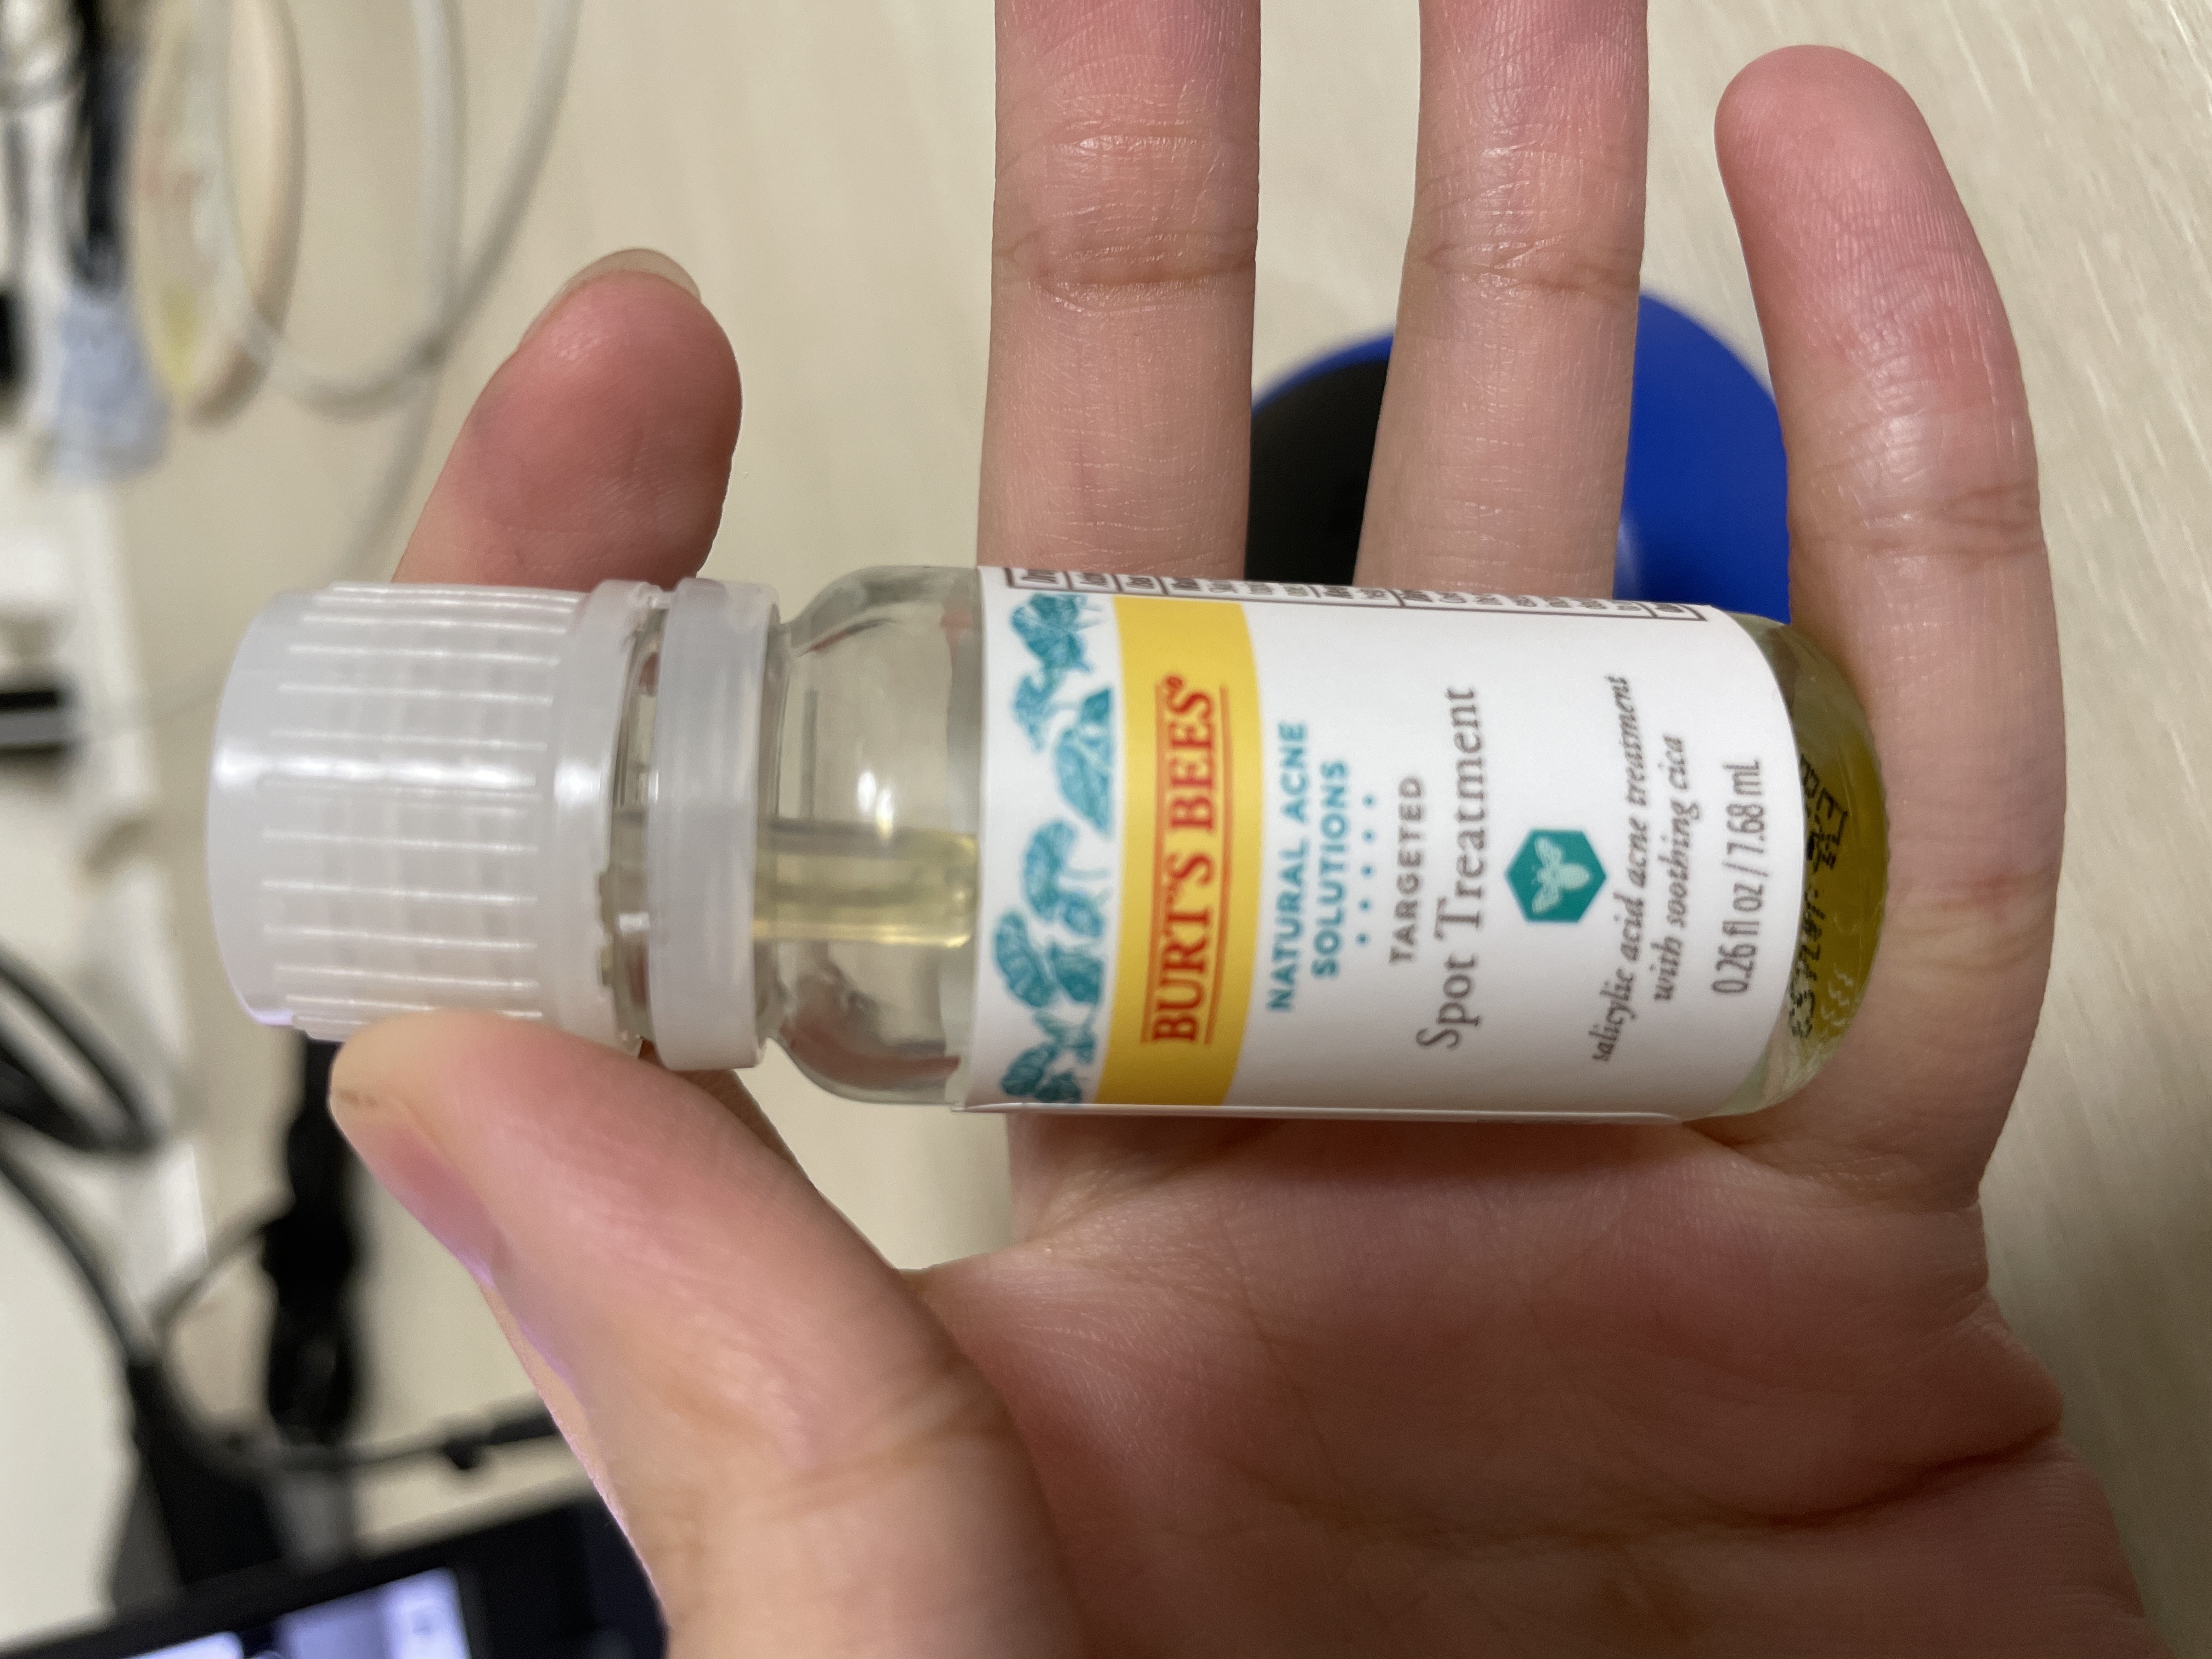 BURT'S BEES®
NATURAL ACNE
SOLUTIONS
TARGETED
Spot Treatment
salicylic acid acne treatment
with soothing cica
0.26 fl oz / 7.68 mL